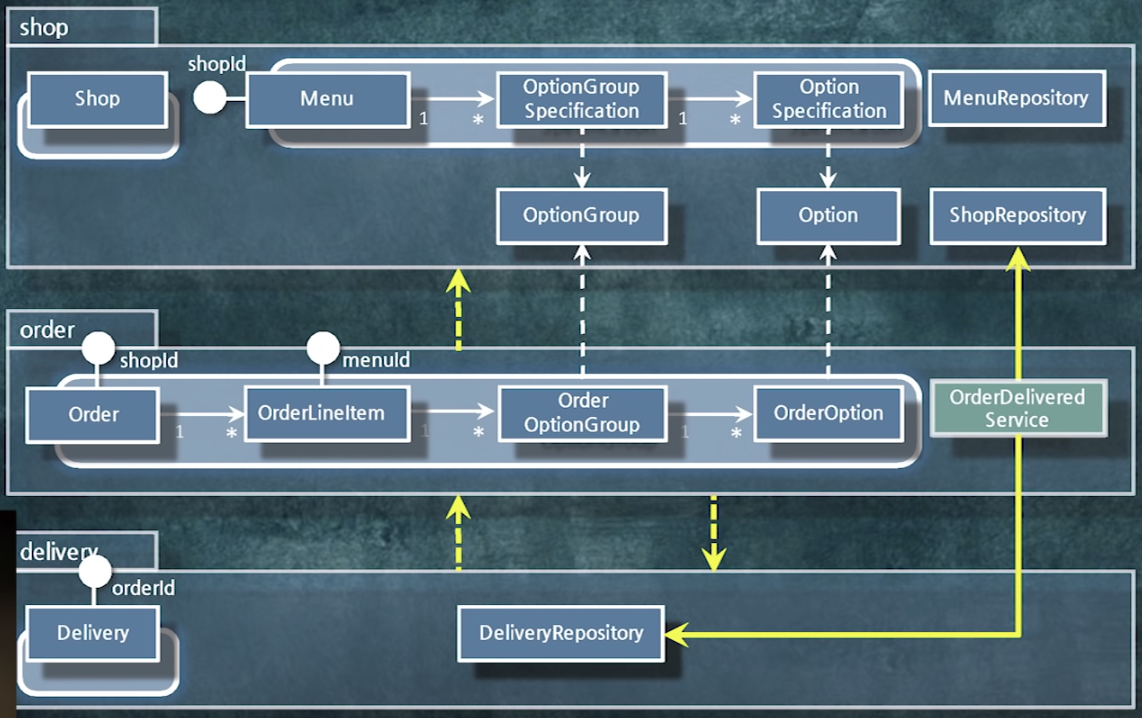 shop
shopId
Shop
Menu
1
*
OptionGroup
Specification
1
*
Option
Specification
MenuRepository
OptionGroup
Option
ShopRepository
order
shopId
menuId
Order
1
*
OrderLineItem
1
*
Order
OptionGroup
1
*
OrderOption
OrderDelivered
Service
delivery
orderId
Delivery
DeliveryRepository